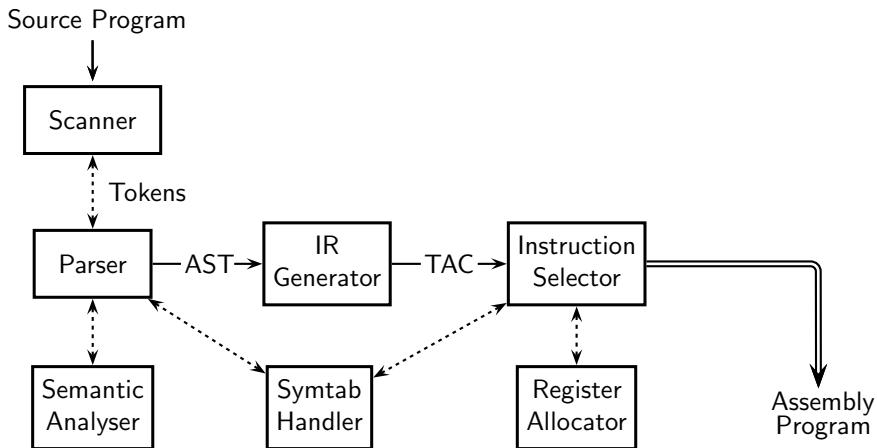 Source Program
Scanner
Tokens
Parser
AST
IR
Generator
TAC
Instruction
Selector
Semantic
Analyser
Symtab
Handler
Register
Allocator
Assembly
Program